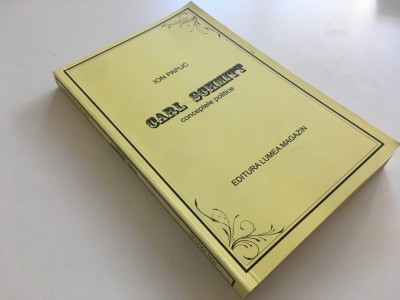 ION PAPUC
CARL SCHMITT
conceptele politice
EDITURA LUMEA MAGAZIN